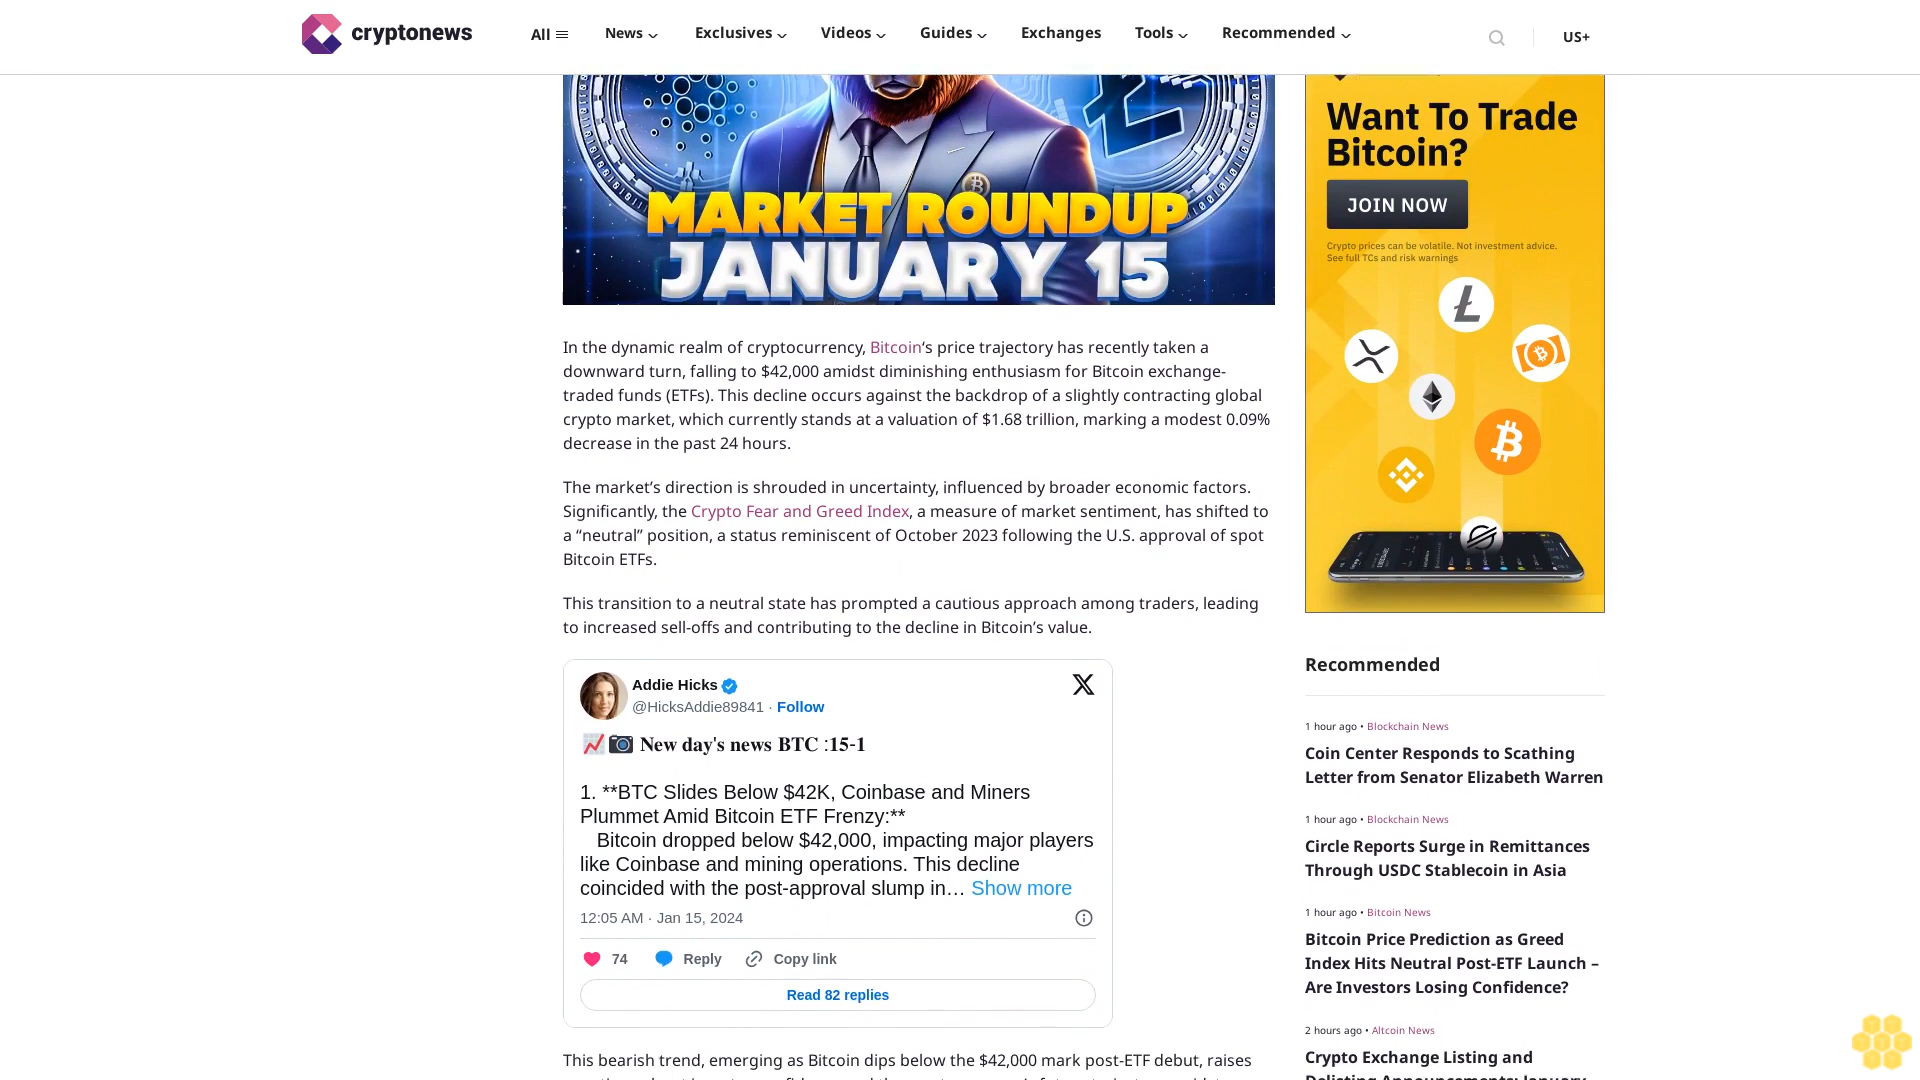 cryptonews
All
News
Exclusives
Videos
Guides
Exchanges
Tools
Recommended
US+
MARKET ROUNDUP
JANUARY 15
In the dynamic realm of cryptocurrency, Bitcoin‘s price trajectory has recently taken a
downward turn, falling to $42,000 amidst diminishing enthusiasm for Bitcoin exchange-
traded funds (ETFs). This decline occurs against the backdrop of a slightly contracting global
crypto market, which currently stands at a valuation of $1.68 trillion, marking a modest 0.09%
decrease in the past 24 hours.
The market’s direction is shrouded in uncertainty, influenced by broader economic factors.
Significantly, the Crypto Fear and Greed Index, a measure of market sentiment, has shifted to
a “neutral” position, a status reminiscent of October 2023 following the U.S. approval of spot
Bitcoin ETFs.
This transition to a neutral state has prompted a cautious approach among traders, leading
to increased sell-offs and contributing to the decline in Bitcoin’s value.
Addie Hicks
@HicksAddie89841 · Follow
📈📷 𝐍𝐞𝐰 𝐝𝐚𝐲'𝐬 𝐧𝐞𝐰𝐬 𝐁𝐓𝐂 :𝟏𝟓-𝟏
1. **BTC Slides Below $42K, Coinbase and Miners
Plummet Amid Bitcoin ETF Frenzy:**
Bitcoin dropped below $42,000, impacting major players
like Coinbase and mining operations. This decline
coincided with the post-approval slump in… Show more
12:05 AM · Jan 15, 2024
74 Reply Copy link
Read 82 replies
This bearish trend, emerging as Bitcoin dips below the $42,000 mark post-ETF debut, raises
Want To Trade
Bitcoin?
JOIN NOW
Crypto prices can be volatile. Not investment advice.
See full TCs and risk warnings
Recommended
1 hour ago • Blockchain News
Coin Center Responds to Scathing
Letter from Senator Elizabeth Warren
1 hour ago • Blockchain News
Circle Reports Surge in Remittances
Through USDC Stablecoin in Asia
1 hour ago • Bitcoin News
Bitcoin Price Prediction as Greed
Index Hits Neutral Post-ETF Launch –
Are Investors Losing Confidence?
2 hours ago • Altcoin News
Crypto Exchange Listing and
Delisting Announcements: January